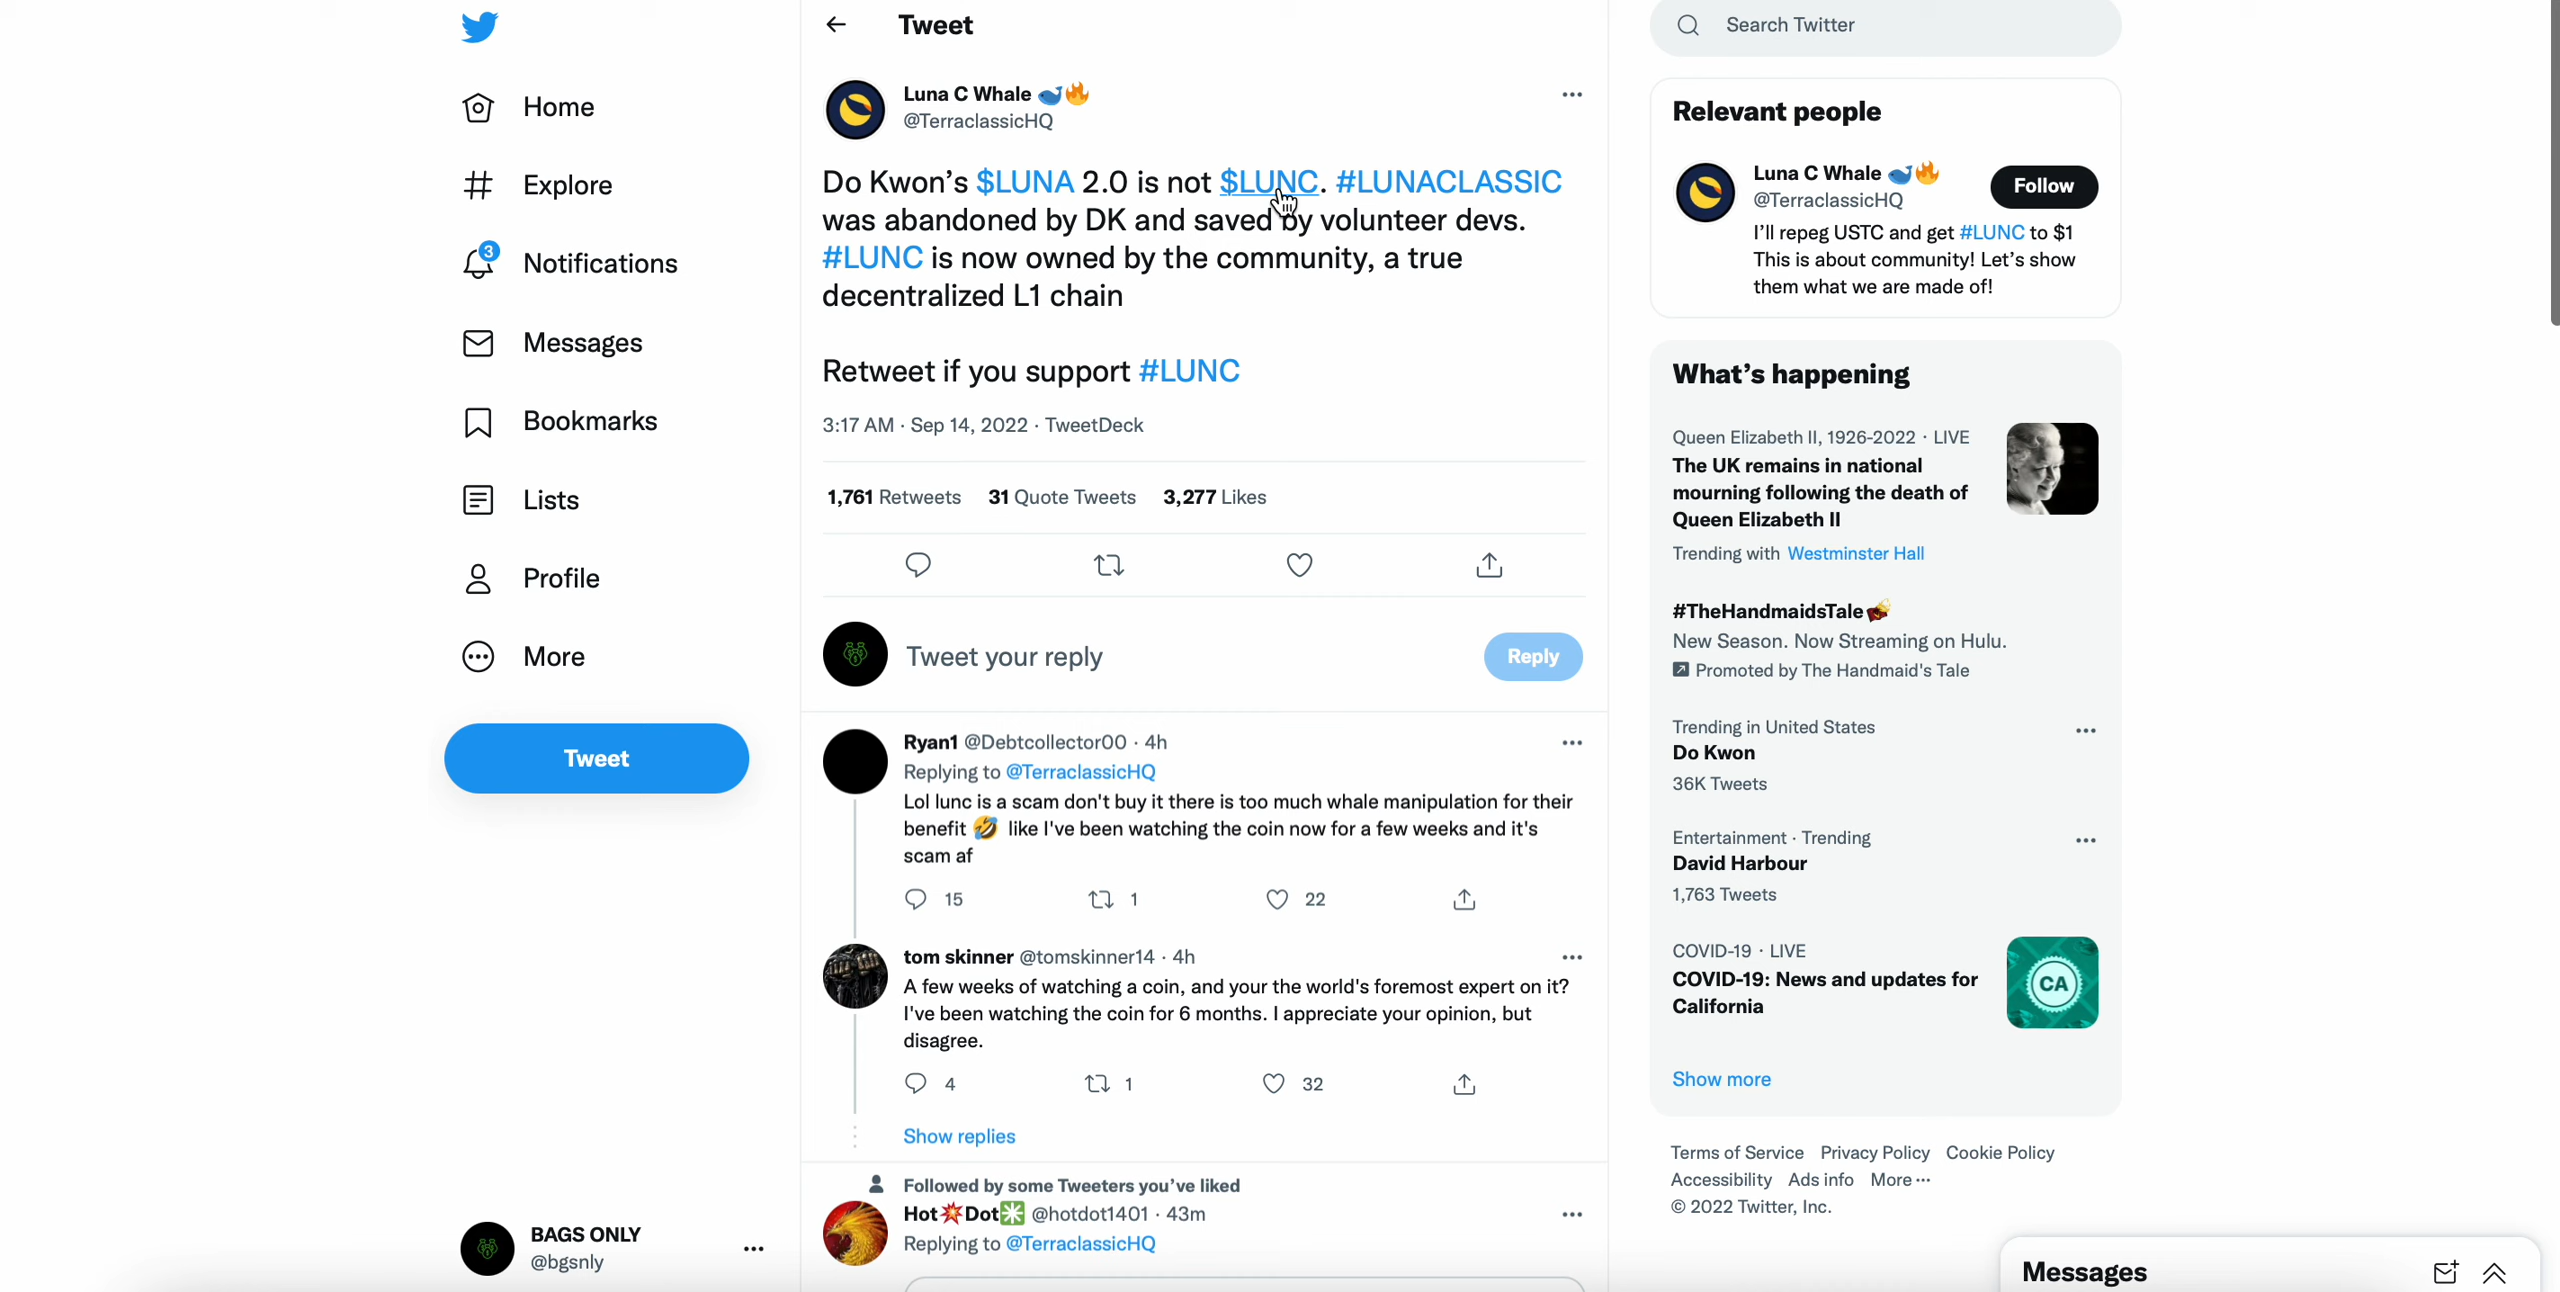 Home
Explore
3
Notifications
Messages
Bookmarks
Lists
Profile
More
Tweet
BAGS ONLY
@bgsnly
Tweet
Luna C Whale 🐋🔥
@TerraclassicHQ
Do Kwon's $LUNA 2.0 is not $LUNC. #LUNACLASSIC
was abandoned by DK and saved by volunteer devs.
#LUNC is now owned by the community, a true
decentralized L1 chain
Retweet if you support #LUNC
3:17 AM · Sep 14, 2022 · TweetDeck
1,761 Retweets 31 Quote Tweets 3,277 Likes
Tweet your reply
Reply
Ryan1 @Debtcollector00 · 4h
Replying to @TerraclassicHQ
Lol lunc is a scam don't buy it there is too much whale manipulation for their
benefit 🤣 like I've been watching the coin now for a few weeks and it's
scam af
15 1 22
tom skinner @tomskinner14 · 4h
A few weeks of watching a coin, and your the world's foremost expert on it?
I've been watching the coin for 6 months. I appreciate your opinion, but
disagree.
4 1 32
Show replies
Followed by some Tweeters you've liked
Hot💥Dot✳️ @hotdot1401 · 43m
Replying to @TerraclassicHQ
Search Twitter
Relevant people
Luna C Whale 🐋🔥
@TerraclassicHQ
Follow
I'll repeg USTC and get #LUNC to $1
This is about community! Let's show
them what we are made of!
What's happening
Queen Elizabeth II, 1926-2022 · LIVE
The UK remains in national
mourning following the death of
Queen Elizabeth II
Trending with Westminster Hall
#TheHandmaidsTale
New Season. Now Streaming on Hulu.
Promoted by The Handmaid's Tale
Trending in United States
Do Kwon
36K Tweets
Entertainment · Trending
David Harbour
1,763 Tweets
COVID-19 · LIVE
COVID-19: News and updates for
California
CA
Show more
Terms of Service Privacy Policy Cookie Policy
Accessibility Ads info More ···
© 2022 Twitter, Inc.
Messages